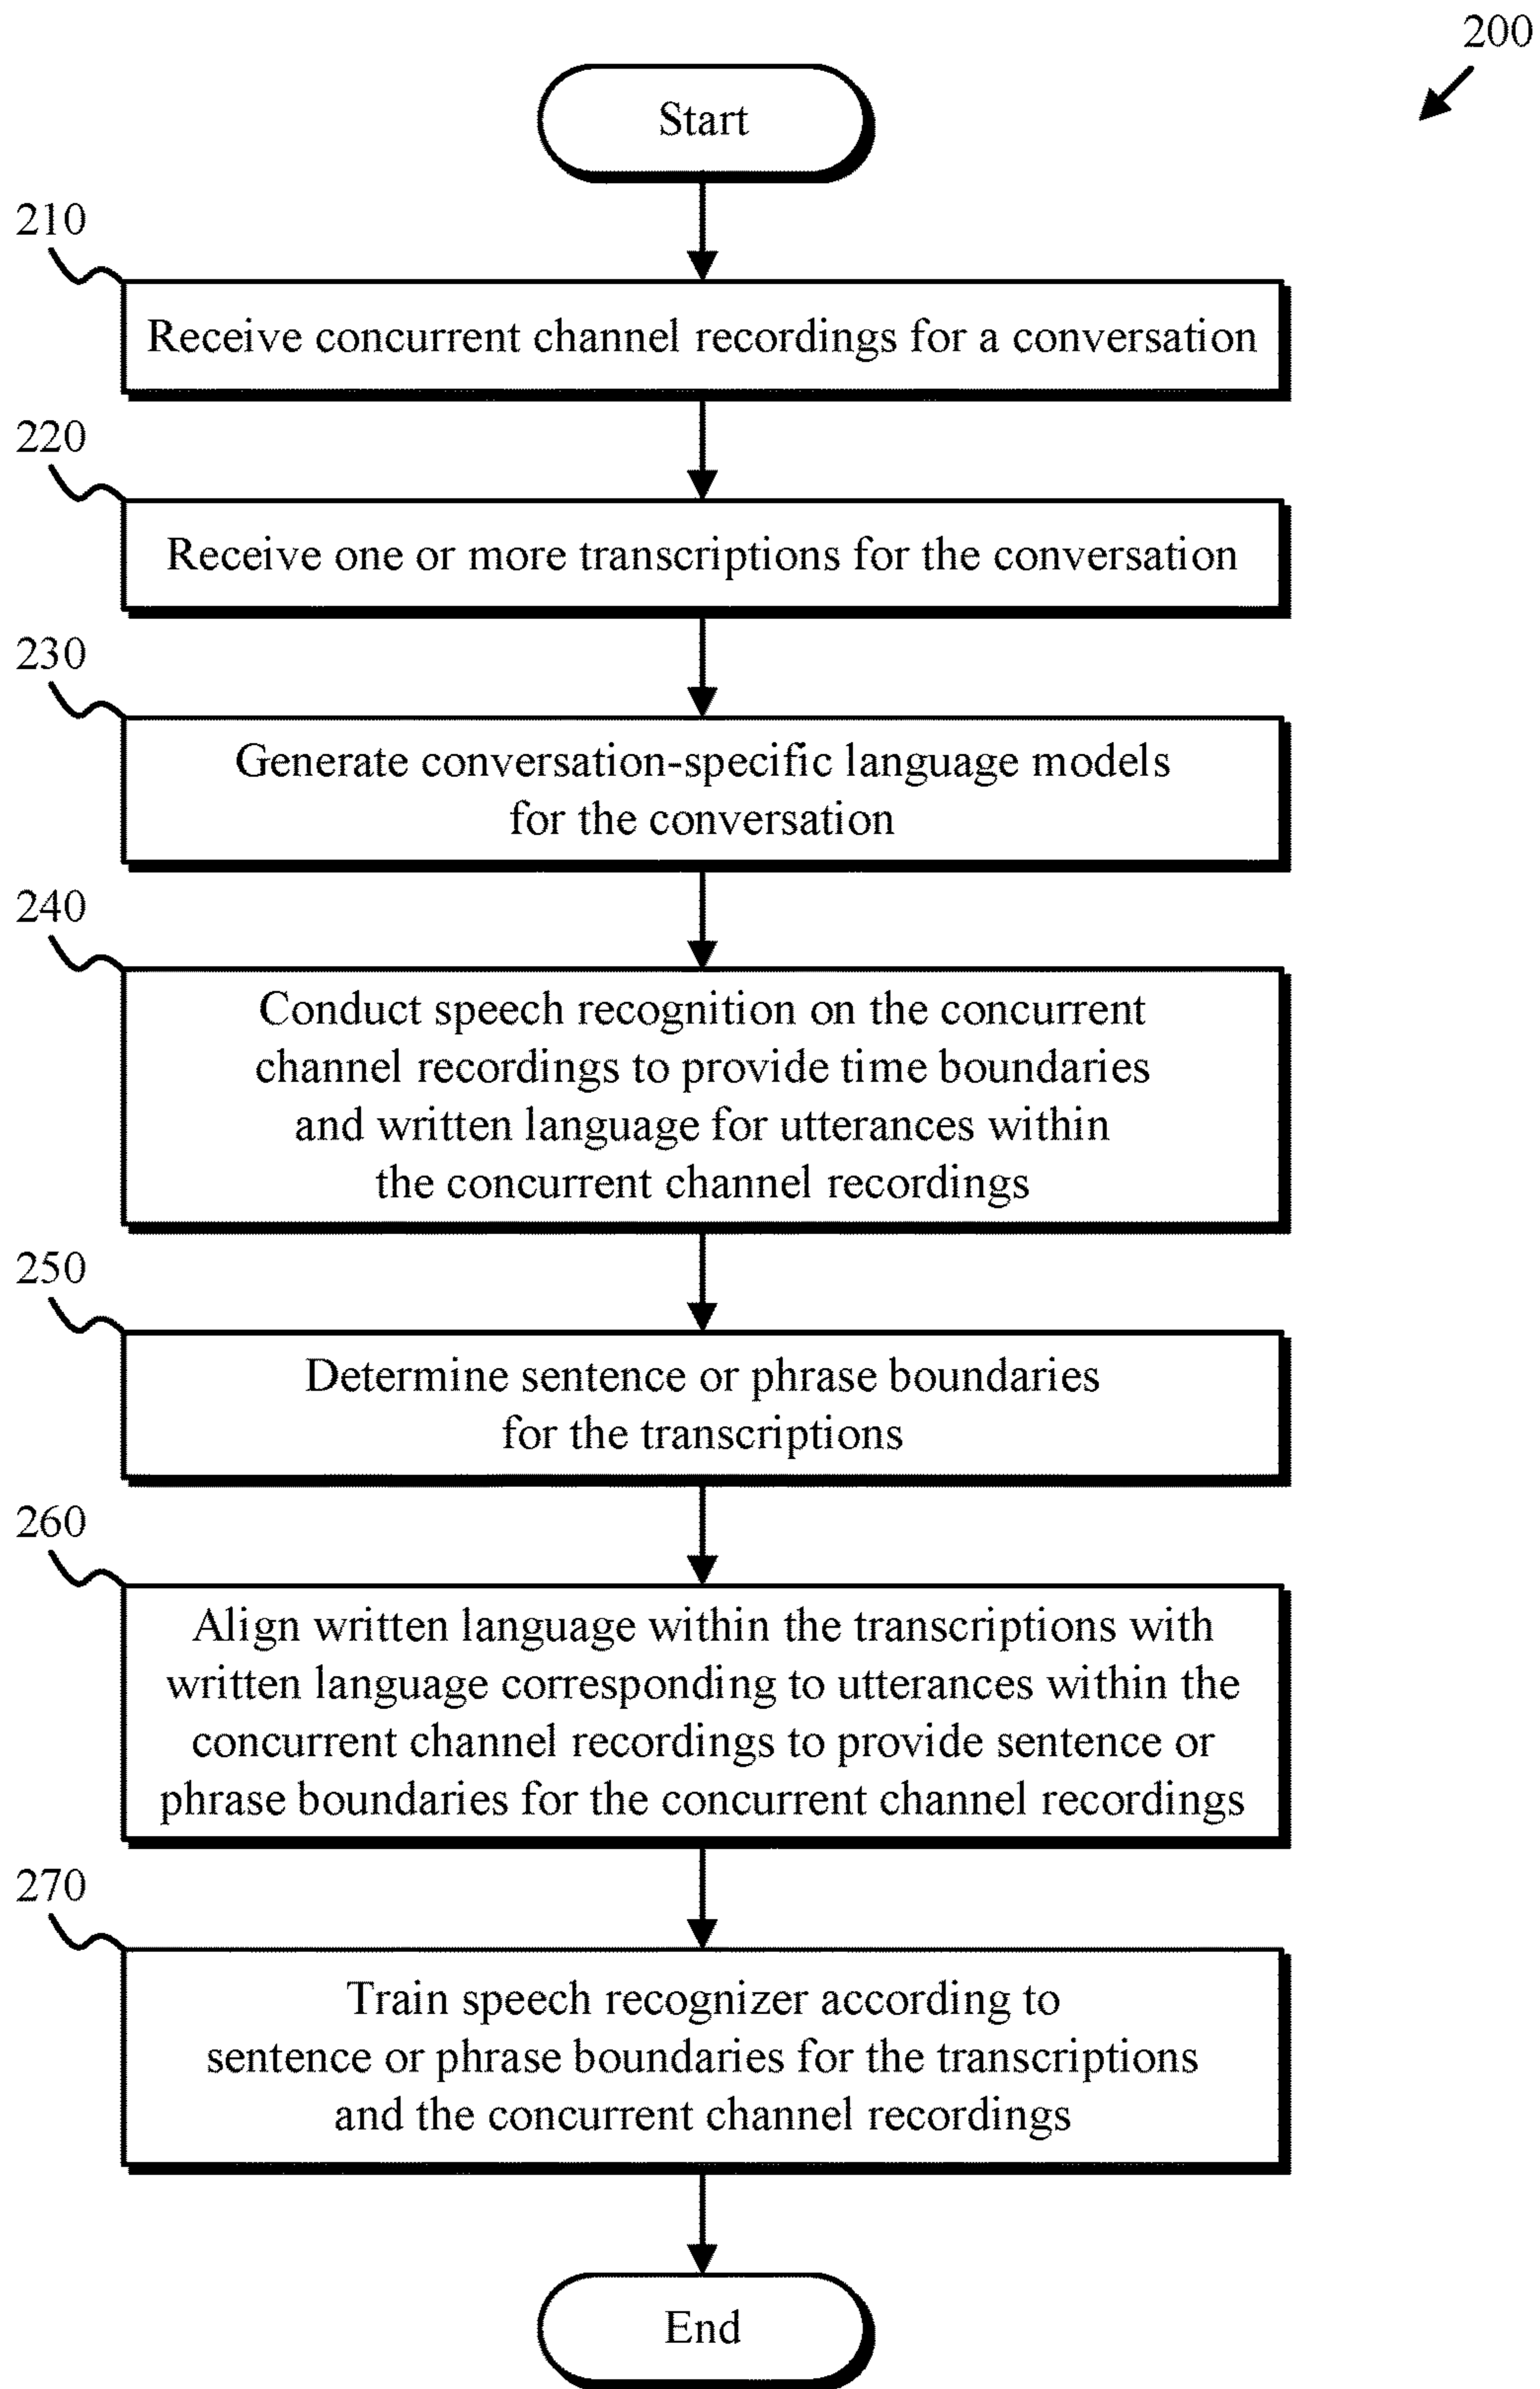 200
Start
210
Receive concurrent channel recordings for a conversation
220
Receive one or more transcriptions for the conversation
230
Generate conversation-specific language models
for the conversation
240
Conduct speech recognition on the concurrent
channel recordings to provide time boundaries
and written language for utterances within
the concurrent channel recordings
250
Determine sentence or phrase boundaries
for the transcriptions
260
Align written language within the transcriptions with
written language corresponding to utterances within the
concurrent channel recordings to provide sentence or
phrase boundaries for the concurrent channel recordings
270
Train speech recognizer according to
sentence or phrase boundaries for the transcriptions
and the concurrent channel recordings
End